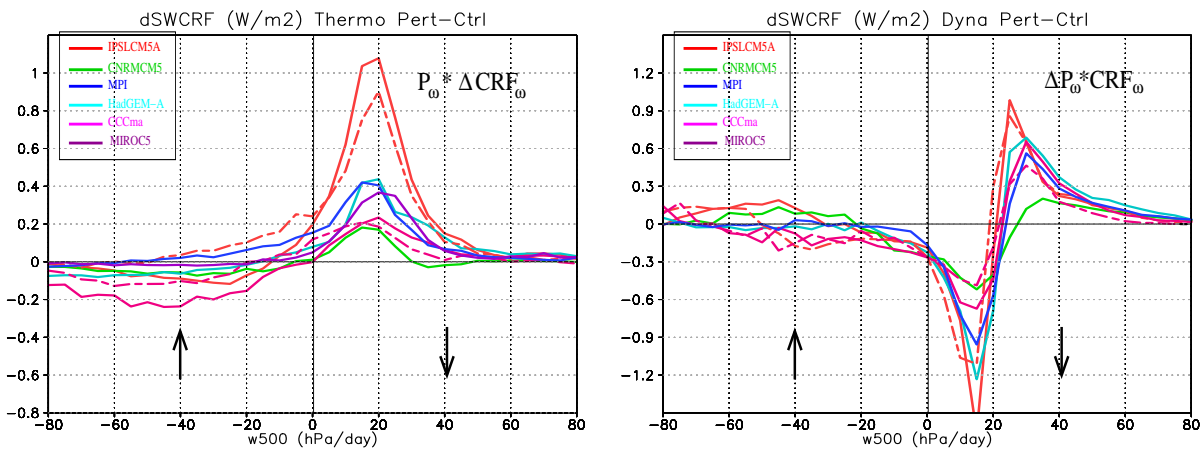 dSWCRF (W/m2) Thermo Pert-Ctrl
IPSLCM5A
CNRMCM5
MPI
HadGEM-A
CCCma
MIROC5
P_ω* ΔCRF_ω
1
0.8
0.6
0.4
0.2
0
-0.2
-0.4
-0.6
-0.8
-80 -60 -40 -20 0 20 40 60 80
w500 (hPa/day)
dSWCRF (W/m2) Dyna Pert-Ctrl
IPSLCM5A
CNRMCM5
MPI
HadGEM-A
CCCma
MIROC5
ΔP_ω*CRF_ω
1.2
0.9
0.6
0.3
0
-0.3
-0.6
-0.9
-1.2
-80 -60 -40 -20 0 20 40 60 80
w500 (hPa/day)